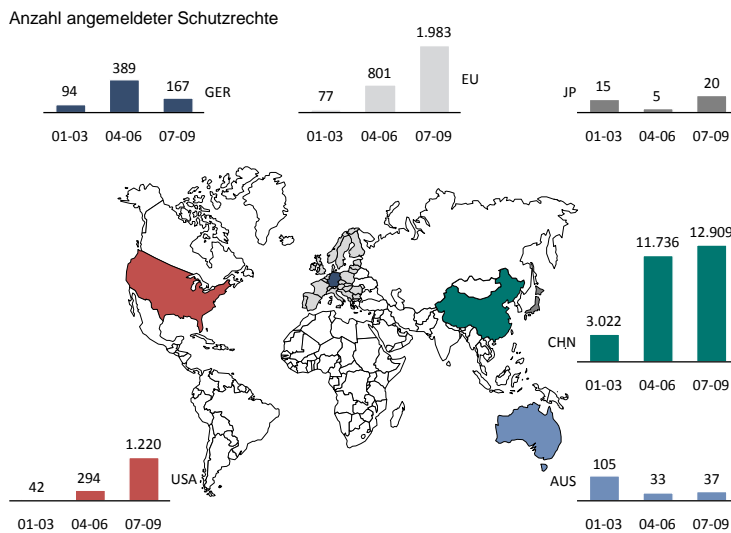 Anzahl angemeldeter Schutzrechte
94 389 167 GER
01-03 04-06 07-09
77 801 1.983 EU
01-03 04-06 07-09
JP 15 5 20
01-03 04-06 07-09
CHN 3.022 11.736 12.909
01-03 04-06 07-09
42 294 1.220 USA
01-03 04-06 07-09
AUS 105 33 37
01-03 04-06 07-09